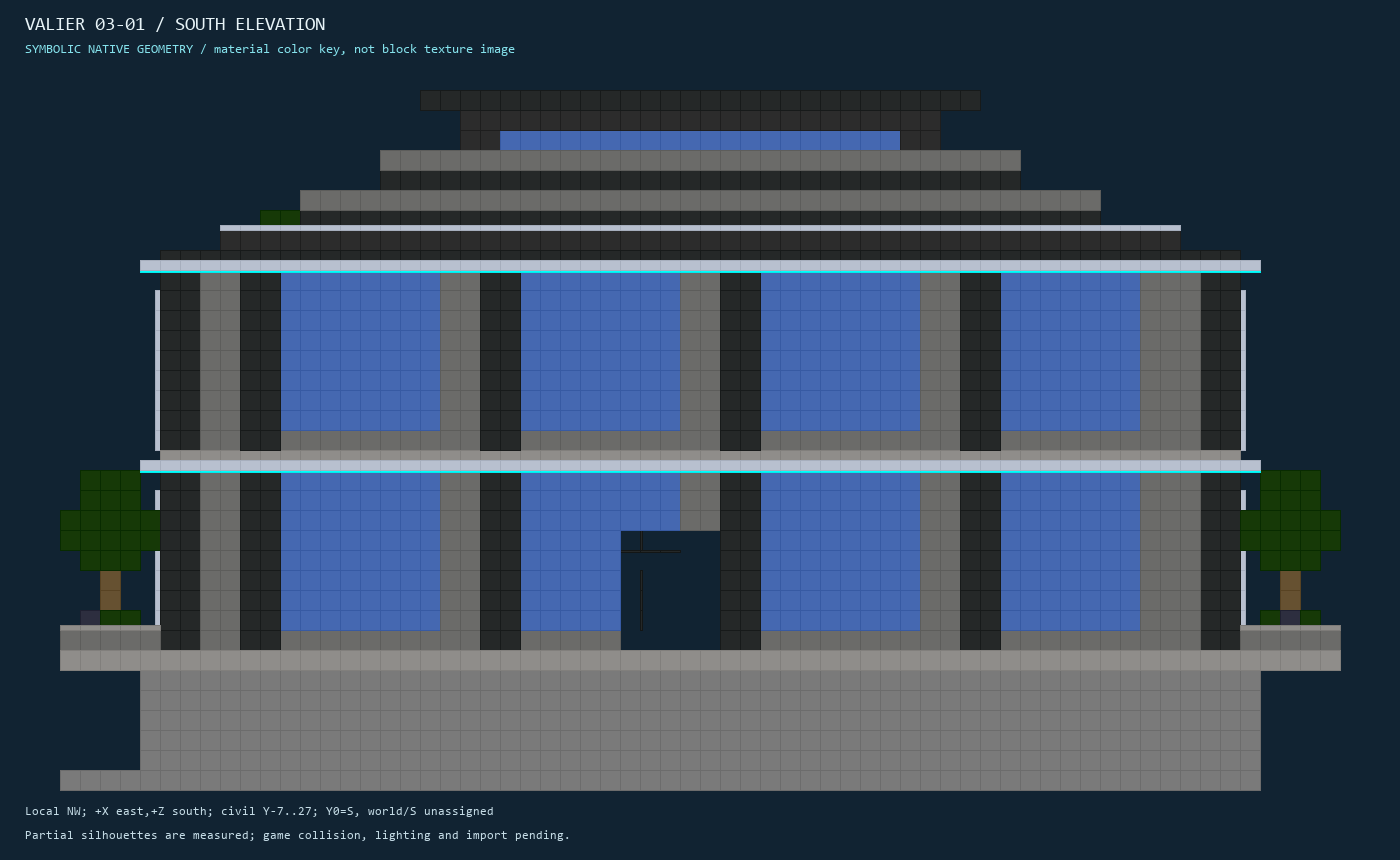 VALIER 03-01 / SOUTH ELEVATION
SYMBOLIC NATIVE GEOMETRY / material color key, not block texture image
Local NW; +X east,+Z south; civil Y-7..27; Y0=S, world/S unassigned
Partial silhouettes are measured; game collision, lighting and import pending.